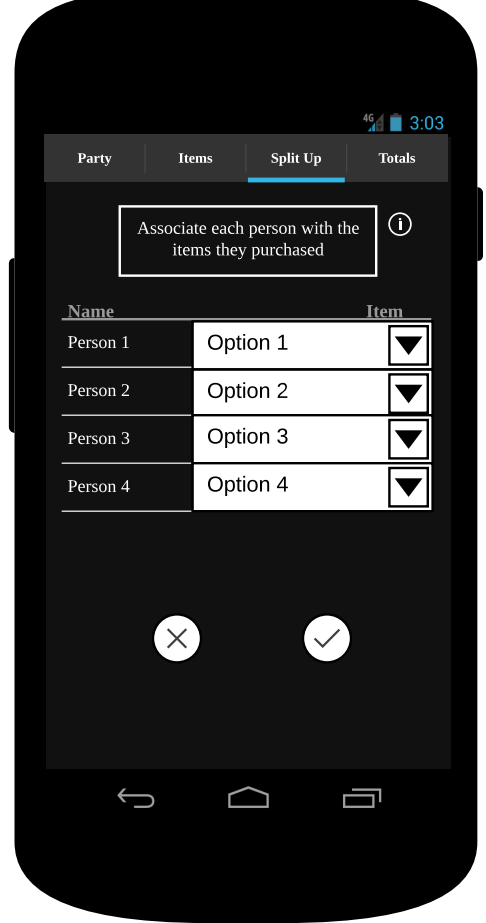 4G 3:03
Party Items Split Up Totals
Associate each person with the
items they purchased
Name Item
Person 1 Option 1
Person 2 Option 2
Person 3 Option 3
Person 4 Option 4